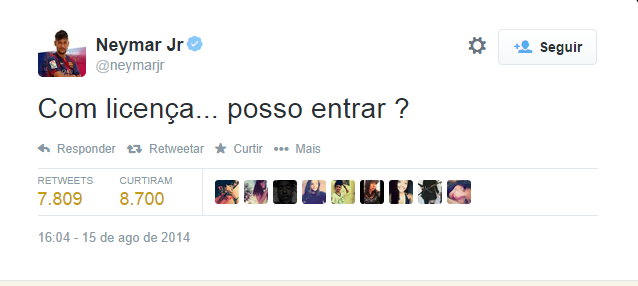 Neymar Jr
@neymarjr
Seguir
Com licença... posso entrar ?
Responder Retweetar Curtir Mais
RETWEETS CURTIRAM
7.809 8.700
16:04 - 15 de ago de 2014